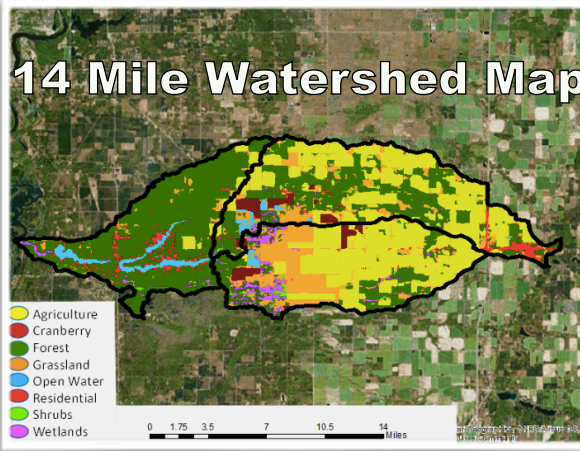 14 Mile Watershed Map
Agriculture
Cranberry
Forest
Grassland
Open Water
Residential
Shrubs
Wetlands
0 1.75 3.5 7 10.5 14
Miles